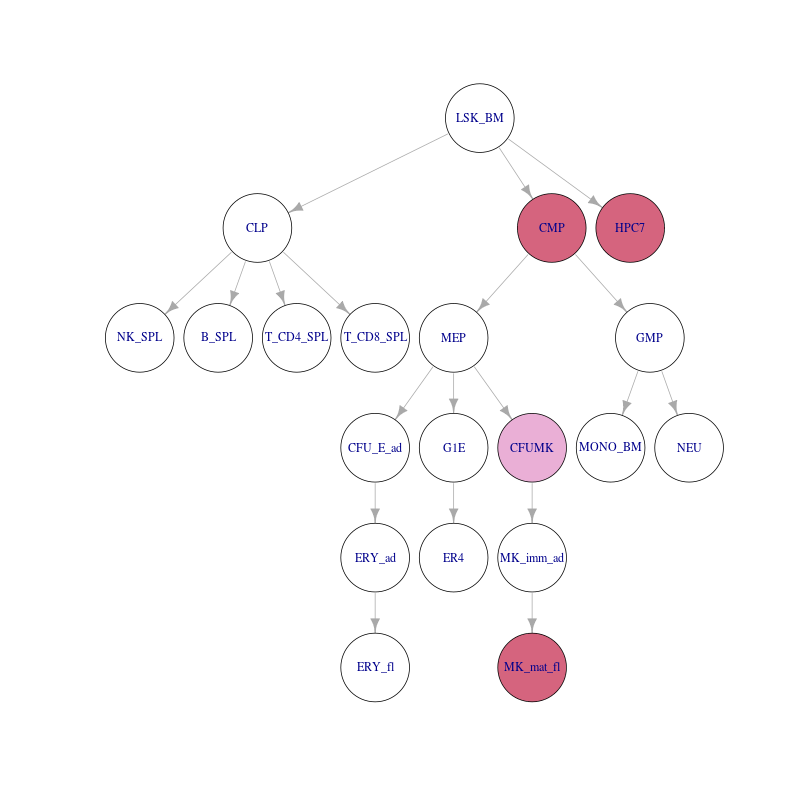 LSK_BM
CLP
CMP
HPC7
NK_SPL
B_SPL
T_CD4_SPL
T_CD8_SPL
MEP
GMP
CFU_E_ad
G1E
CFUMK
MONO_BM
NEU
ERY_ad
ER4
MK_imm_ad
ERY_fl
MK_mat_fl